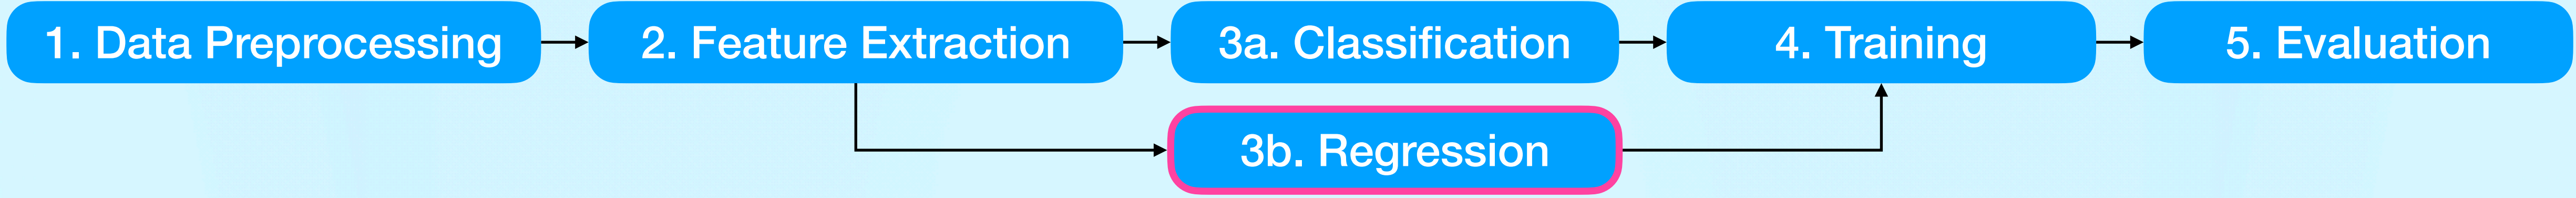 1. Data Preprocessing
2. Feature Extraction
3a. Classification
4. Training
5. Evaluation
3b. Regression